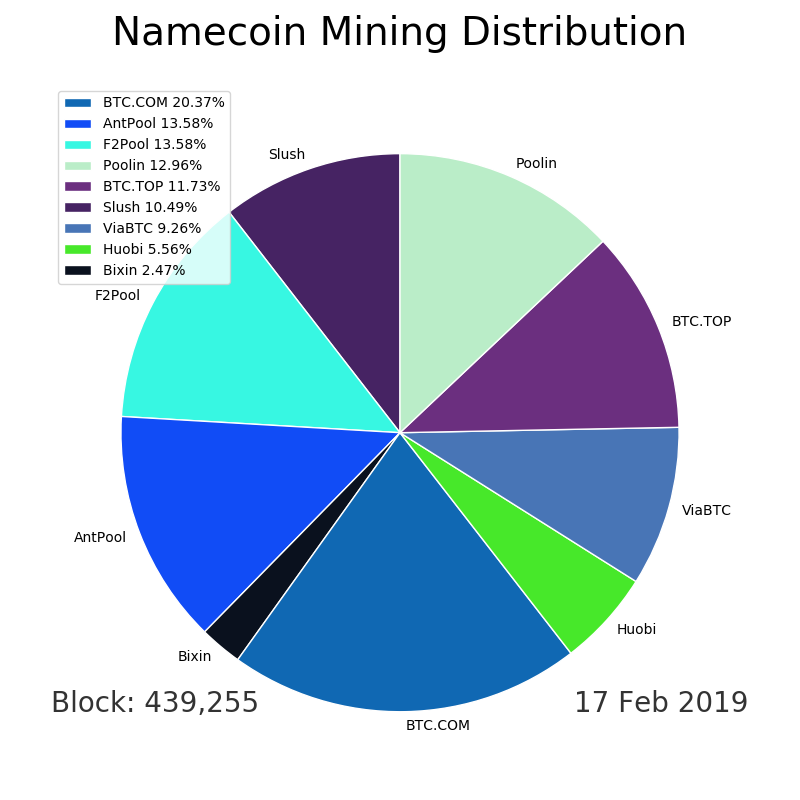 Namecoin Mining Distribution
BTC.COM 20.37%
AntPool 13.58%
F2Pool 13.58%
Poolin 12.96%
BTC.TOP 11.73%
Slush 10.49%
ViaBTC 9.26%
Huobi 5.56%
Bixin 2.47%
Slush
Poolin
F2Pool
BTC.TOP
ViaBTC
AntPool
Huobi
Bixin
BTC.COM
Block: 439,255
17 Feb 2019